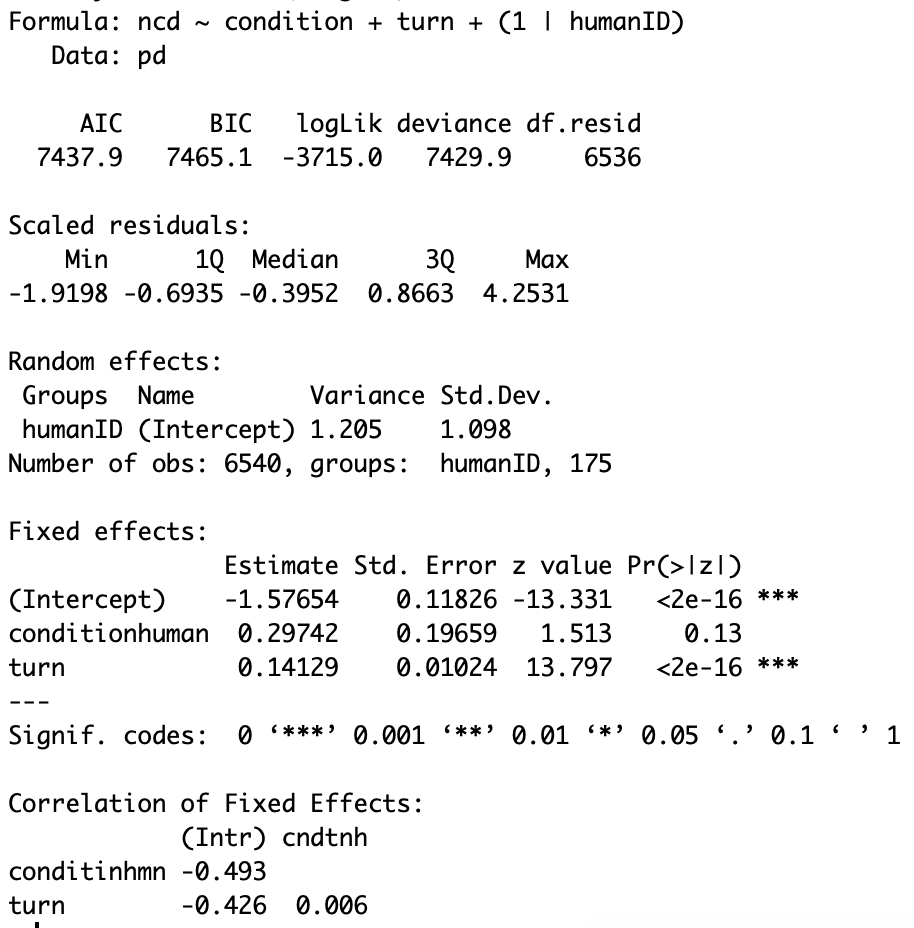 Formula: ncd ~ condition + turn + (1 | humanID)
   Data: pd

     AIC      BIC   logLik deviance df.resid
  7437.9   7465.1  -3715.0   7429.9     6536

Scaled residuals:
    Min      1Q  Median      3Q     Max
-1.9198 -0.6935 -0.3952  0.8663  4.2531

Random effects:
 Groups  Name        Variance Std.Dev.
 humanID (Intercept) 1.205    1.098
Number of obs: 6540, groups:  humanID, 175

Fixed effects:
               Estimate Std. Error z value Pr(>|z|)
(Intercept)    -1.57654    0.11826 -13.331   <2e-16 ***
conditionhuman  0.29742    0.19659   1.513     0.13
turn            0.14129    0.01024  13.797   <2e-16 ***
---
Signif. codes:  0 ‘***’ 0.001 ‘**’ 0.01 ‘*’ 0.05 ‘.’ 0.1 ‘ ’ 1

Correlation of Fixed Effects:
            (Intr) cndtnh
conditinhmn -0.493
turn        -0.426  0.006